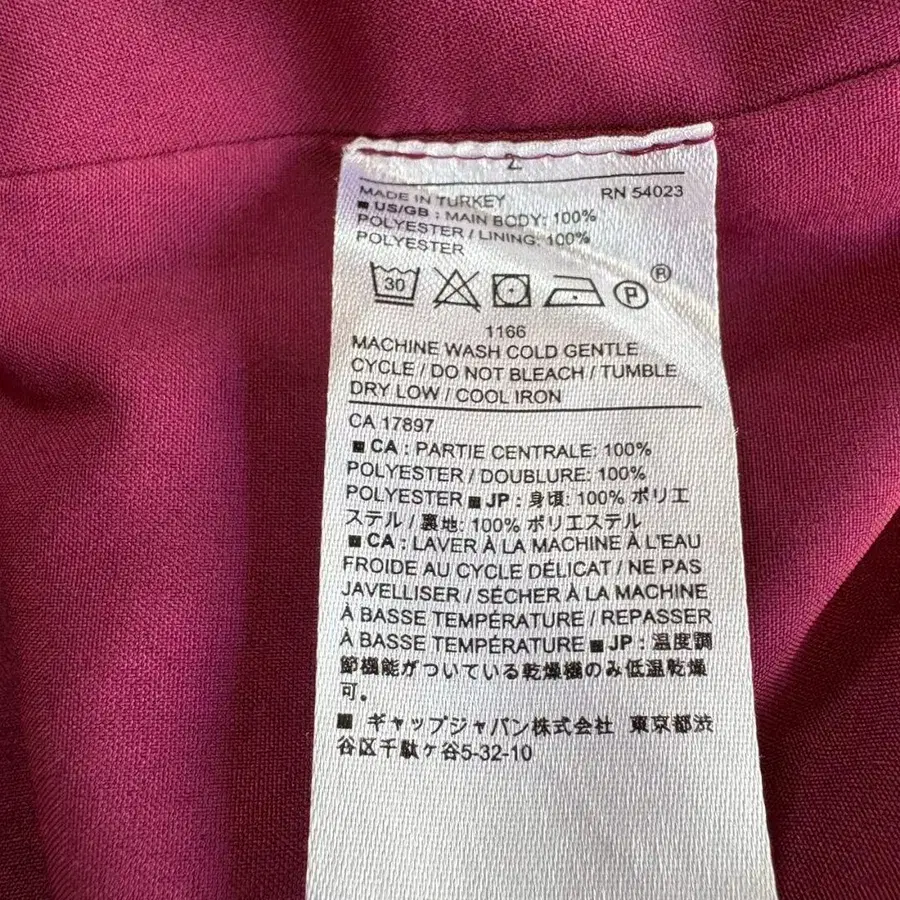 2
MADE IN TURKEY RN 54023
■ US/GB : MAIN BODY: 100%
POLYESTER / LINING: 100%
POLYESTER
30 P ®
1166
MACHINE WASH COLD GENTLE
CYCLE / DO NOT BLEACH / TUMBLE
DRY LOW / COOL IRON
CA 17897
■ CA : PARTIE CENTRALE: 100%
POLYESTER / DOUBLURE: 100%
POLYESTER ■ JP : 身頃: 100% ポリエ
ステル / 裏地: 100% ポリエステル
■ CA : LAVER À LA MACHINE À L'EAU
FROIDE AU CYCLE DÉLICAT / NE PAS
JAVELLISER / SÉCHER À LA MACHINE
À BASSE TEMPÉRATURE / REPASSER
À BASSE TEMPÉRATURE ■ JP : 温度調
節機能がついている乾燥機のみ低温乾燥
可。
■ ギャップジャパン株式会社 東京都渋
谷区千駄ケ谷5-32-10